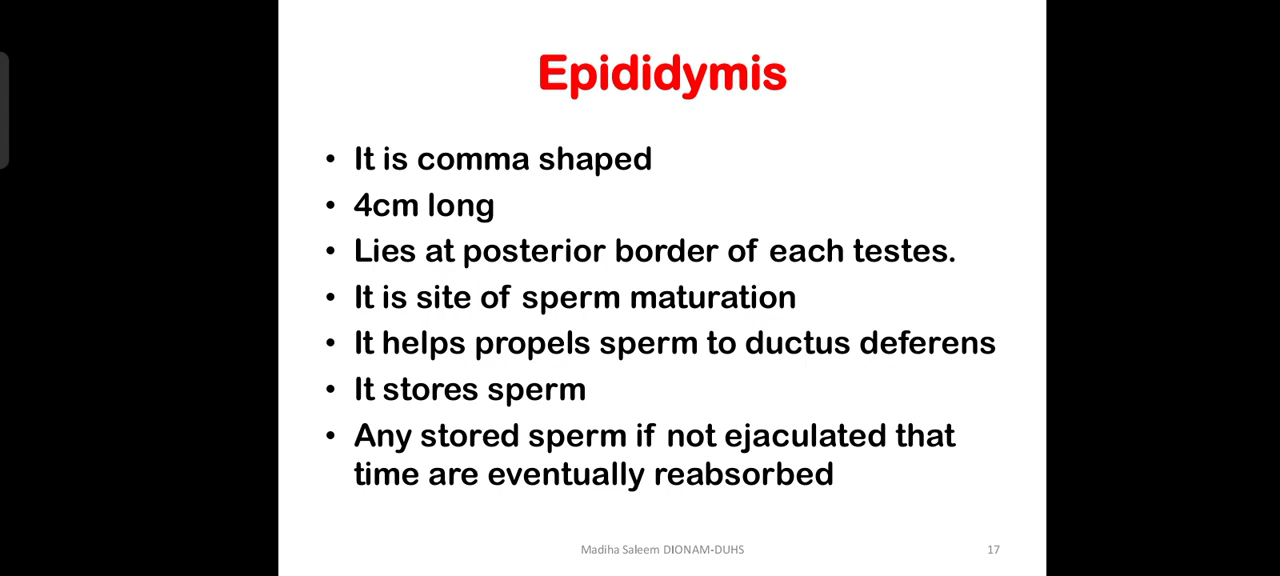 Epididymis
• It is comma shaped
• 4cm long
• Lies at posterior border of each testes.
• It is site of sperm maturation
• It helps propels sperm to ductus deferens
• It stores sperm
• Any stored sperm if not ejaculated that
time are eventually reabsorbed
Madiha Saleem DIONAM-DUHS
17